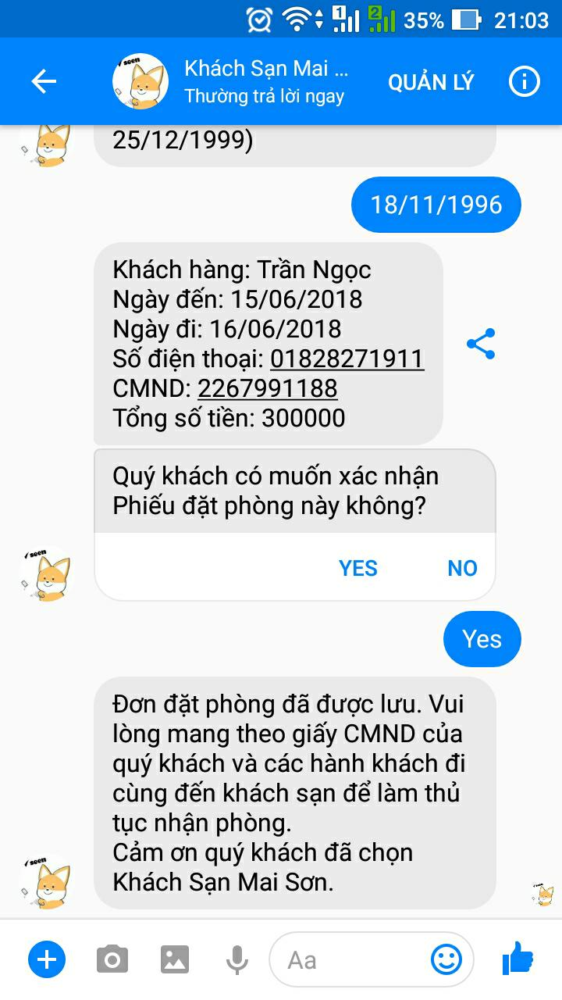 1 2 35% 21:03
Khách Sạn Mai ...
Thường trả lời ngay
QUẢN LÝ
seen
25/12/1999)
18/11/1996
Khách hàng: Trần Ngọc
Ngày đến: 15/06/2018
Ngày đi: 16/06/2018
Số điện thoại: 01828271911
CMND: 2267991188
Tổng số tiền: 300000
Quý khách có muốn xác nhận
Phiếu đặt phòng này không?
seen
YES NO
Yes
Đơn đặt phòng đã được lưu. Vui
lòng mang theo giấy CMND của
quý khách và các hành khách đi
cùng đến khách sạn để làm thủ
tục nhận phòng.
Cảm ơn quý khách đã chọn
Khách Sạn Mai Sơn.
seen
Aa